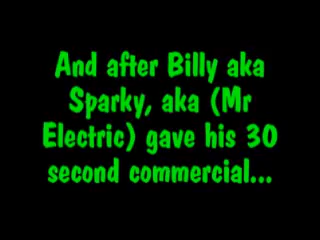 And after Billy aka
Sparky, aka (Mr
Electric) gave his 30
second commercial...